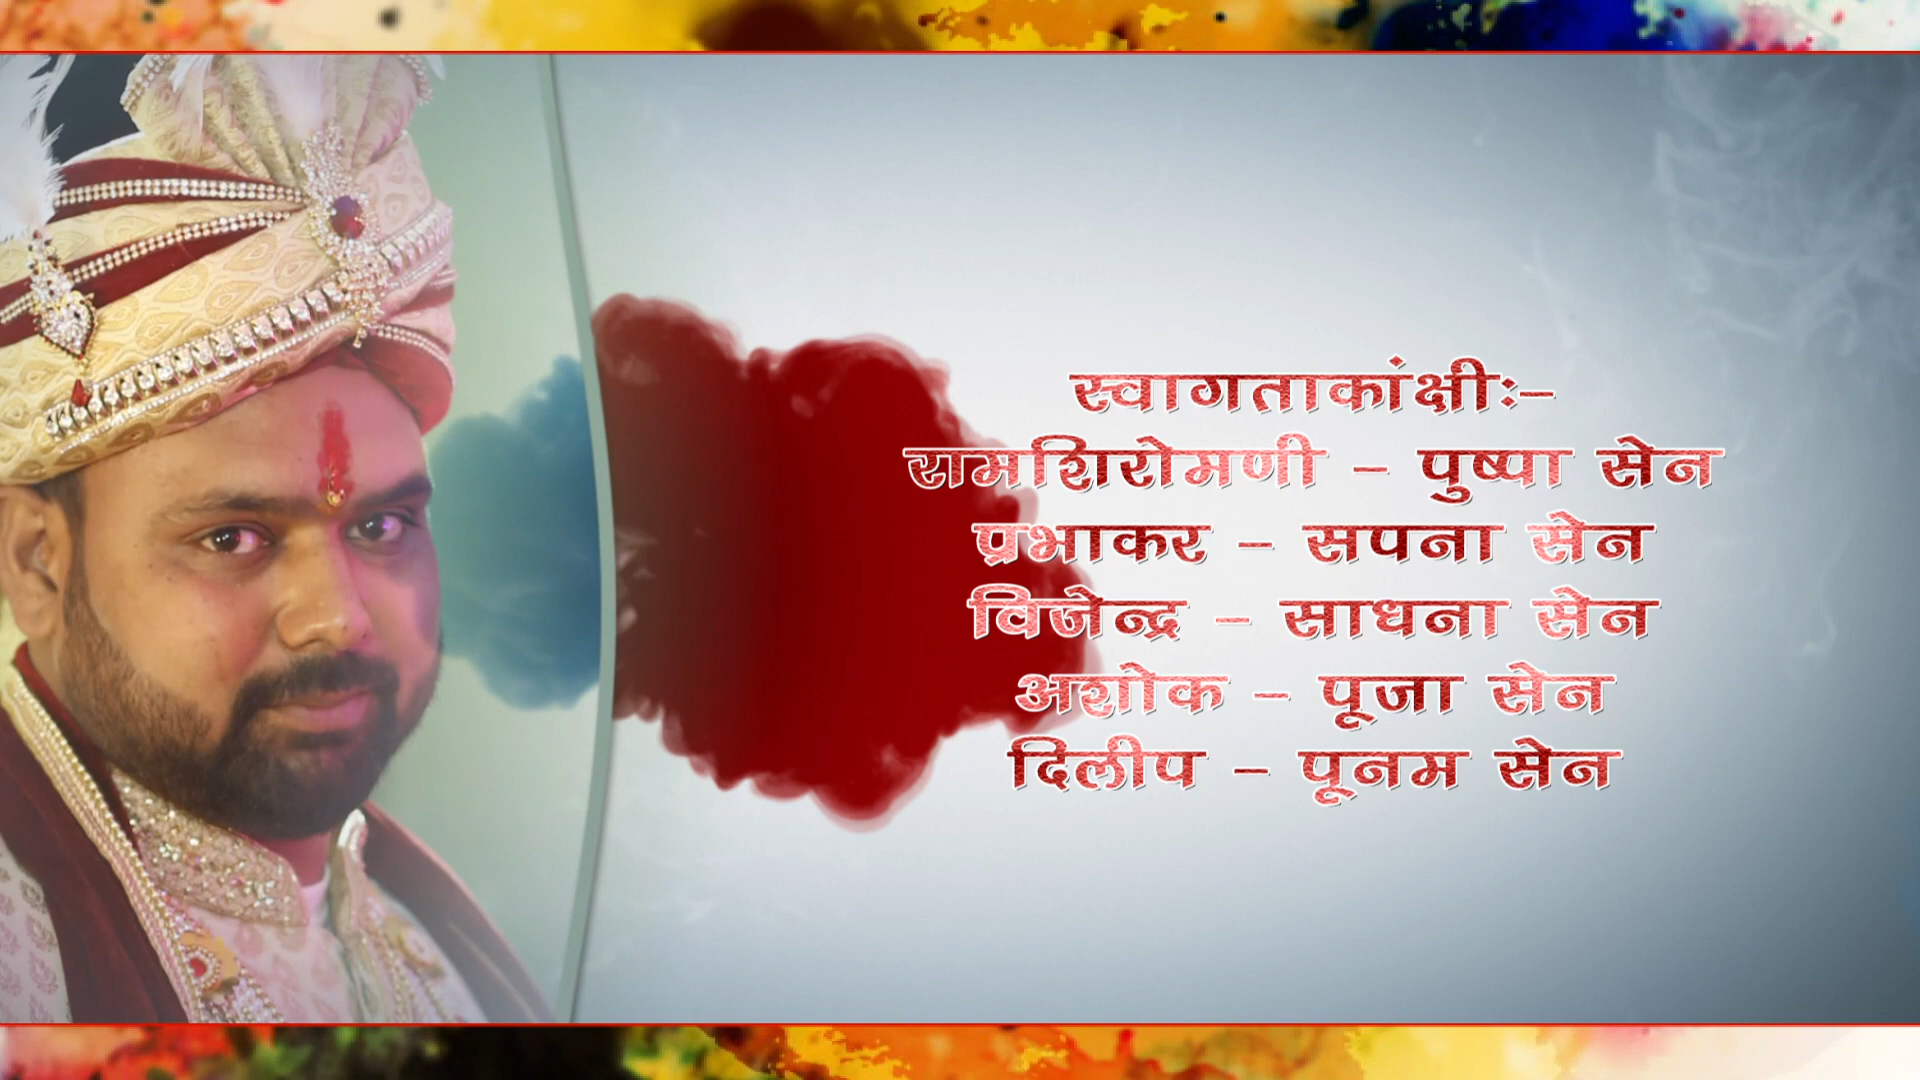 स्वागताकांक्षीः–
रामशिरोमणी – पुष्पा सेन
प्रभाकर – सपना सेन
विजेन्द्र – साधना सेन
अशोक – पूजा सेन
दिलीप – पूनम सेन